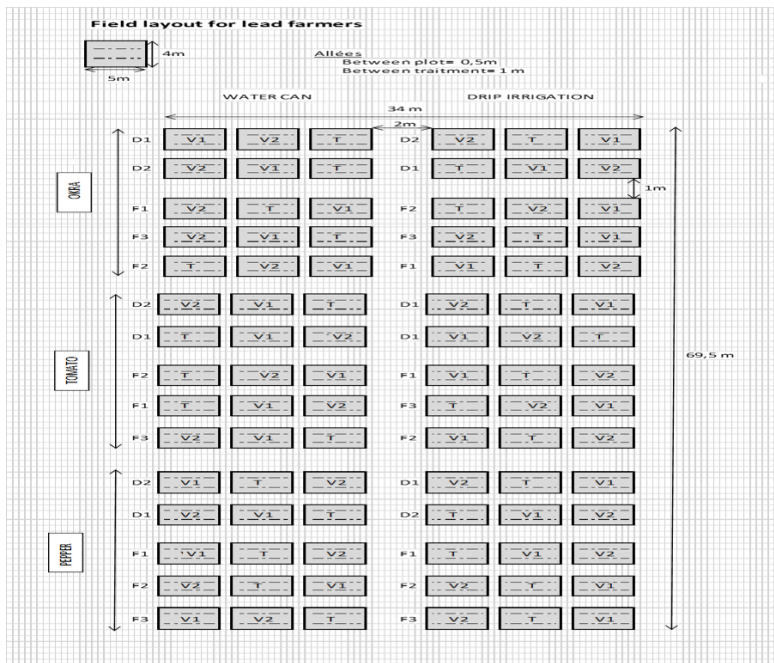 Field layout for lead farmers
4m
5m
Allées
Between plot= 0,5m
Between traitment= 1 m
WATER CAN DRIP IRRIGATION
34 m
2m
OKRA
D1 V1 V2 T D2 V2 T V1
D2 V2 V1 T D1 T V1 V2
1m
F1 V2 T V1 F2 T V2 V1
F3 V2 V1 T F3 V2 T V1
F2 T V2 V1 F1 V1 T V2
TOMATO
D2 V2 V1 T D1 V2 T V1
D1 T V1 V2 D1 V1 V2 T
69,5 m
F2 T V2 V1 F1 V1 T V2
F1 T V1 V2 F3 T V2 V1
F3 V2 V1 T F2 V1 T V2
PEPPER
D2 V1 T V2 D1 V2 T V1
D1 V2 V1 T D2 T V1 V2
F1 V1 T V2 F1 T V1 V2
F2 V2 T V1 F2 V2 T V1
F3 V1 V2 T F3 V2 T V1